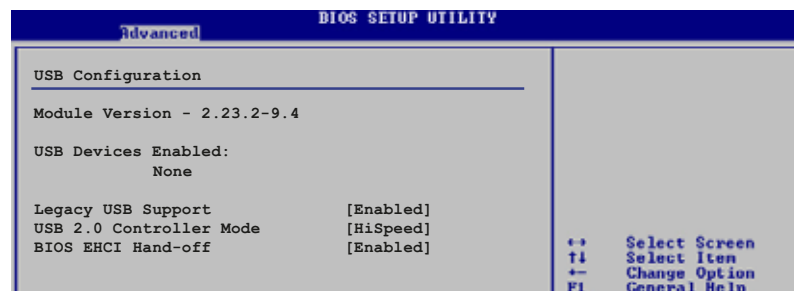 BIOS SETUP UTILITY
Advanced
USB Configuration
Module Version - 2.23.2-9.4
USB Devices Enabled:
None
Legacy USB Support [Enabled]
USB 2.0 Controller Mode [HiSpeed]
BIOS EHCI Hand-off [Enabled]
↔ Select Screen
↑↓ Select Item
+- Change Option
F1 General Help